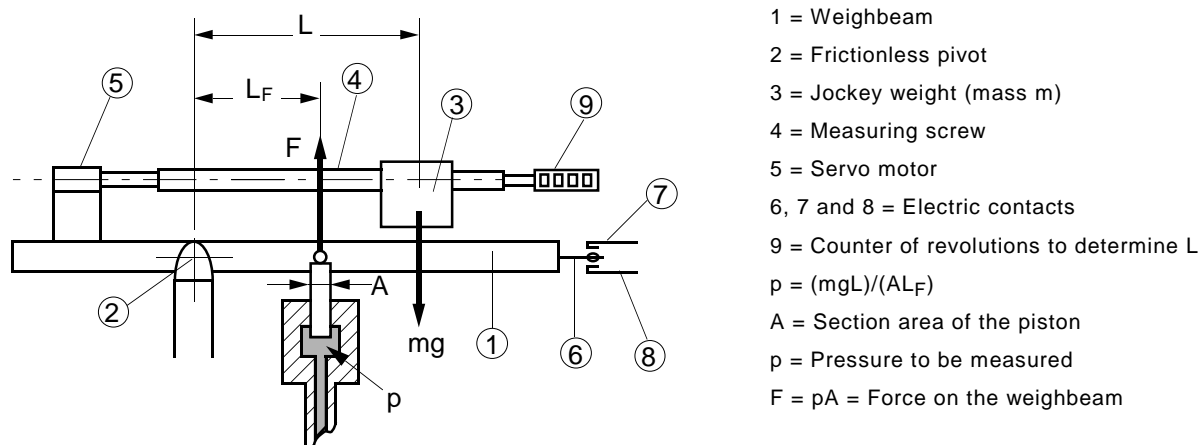 L
L_F
5
4
3
9
F
7
A
2
mg
1
6
8
p
1 = Weighbeam
2 = Frictionless pivot
3 = Jockey weight (mass m)
4 = Measuring screw
5 = Servo motor
6, 7 and 8 = Electric contacts
9 = Counter of revolutions to determine L
p = (mgL)/(AL_F)
A = Section area of the piston
p = Pressure to be measured
F = pA = Force on the weighbeam